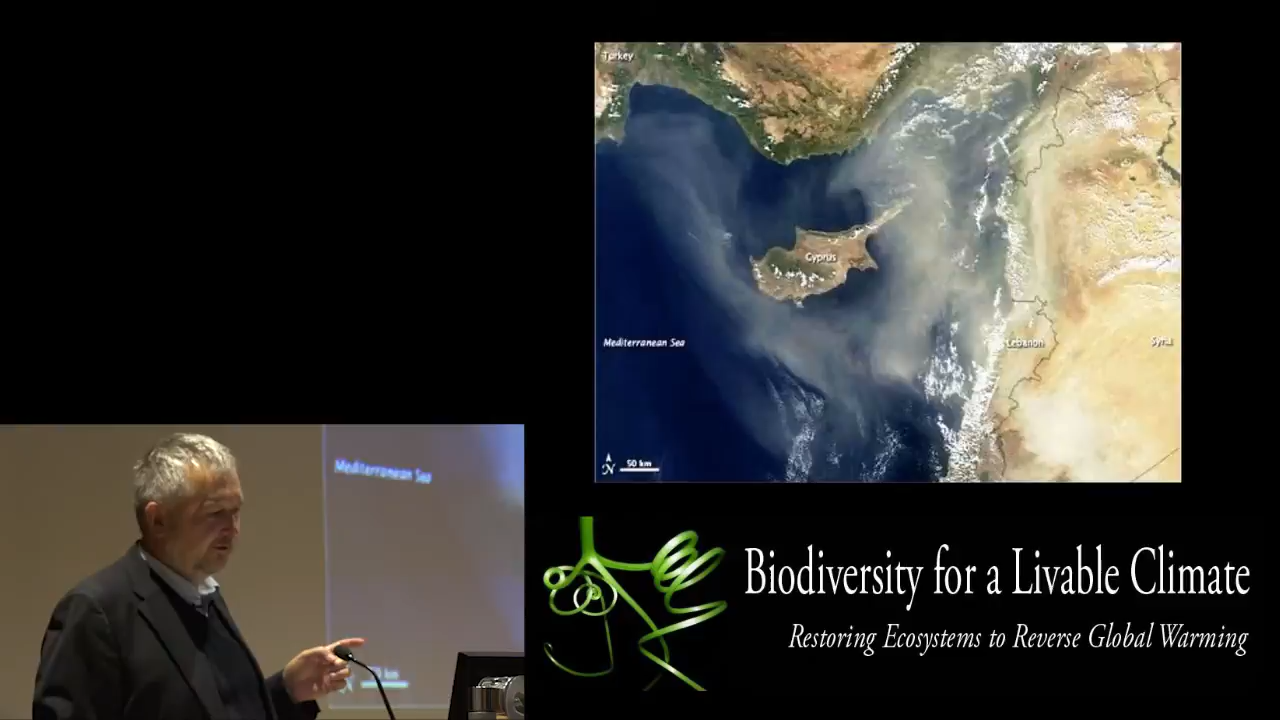 Turkey
Cyprus
Mediterranean Sea
Lebanon
Syria
N
50 km
Mediterranean Sea
N
km
Biodiversity for a Livable Climate
Restoring Ecosystems to Reverse Global Warming